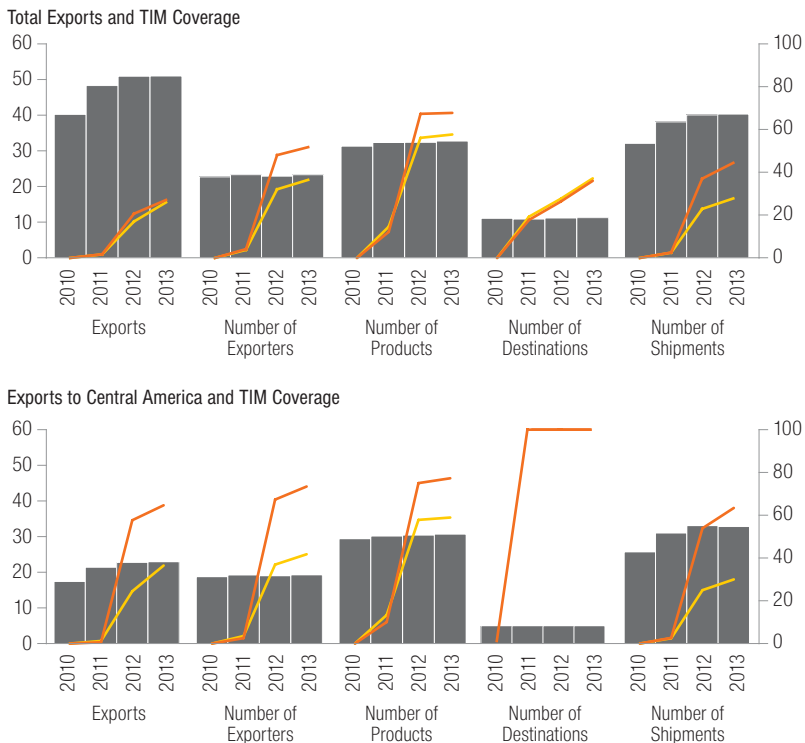 Total Exports and TIM Coverage
60 100
50 80
40
60
30
40
20
20
10
0 0
2010 2011 2012 2013 2010 2011 2012 2013 2010 2011 2012 2013 2010 2011 2012 2013 2010 2011 2012 2013
Exports Number of Number of Number of Number of
Exporters Products Destinations Shipments
Exports to Central America and TIM Coverage
60 100
50 80
40
60
30
40
20
20
10
0 0
2010 2011 2012 2013 2010 2011 2012 2013 2010 2011 2012 2013 2010 2011 2012 2013 2010 2011 2012 2013
Exports Number of Number of Number of Number of
Exporters Products Destinations Shipments